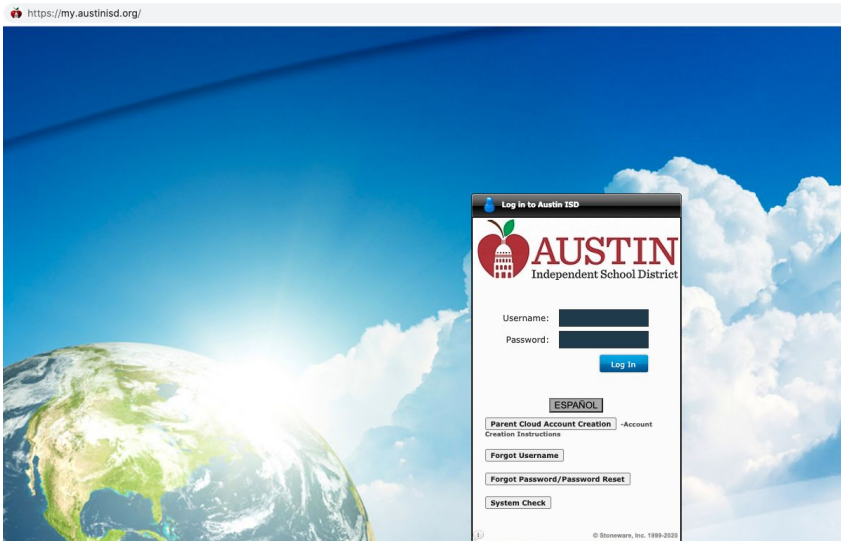 https://my.austinisd.org/
Log in to Austin ISD
AUSTIN
Independent School District
Username:
Password:
Log In
ESPAÑOL
Parent Cloud Account Creation -Account
Creation Instructions
Forgot Username
Forgot Password/Password Reset
System Check
i © Stoneware, Inc. 1999-2020